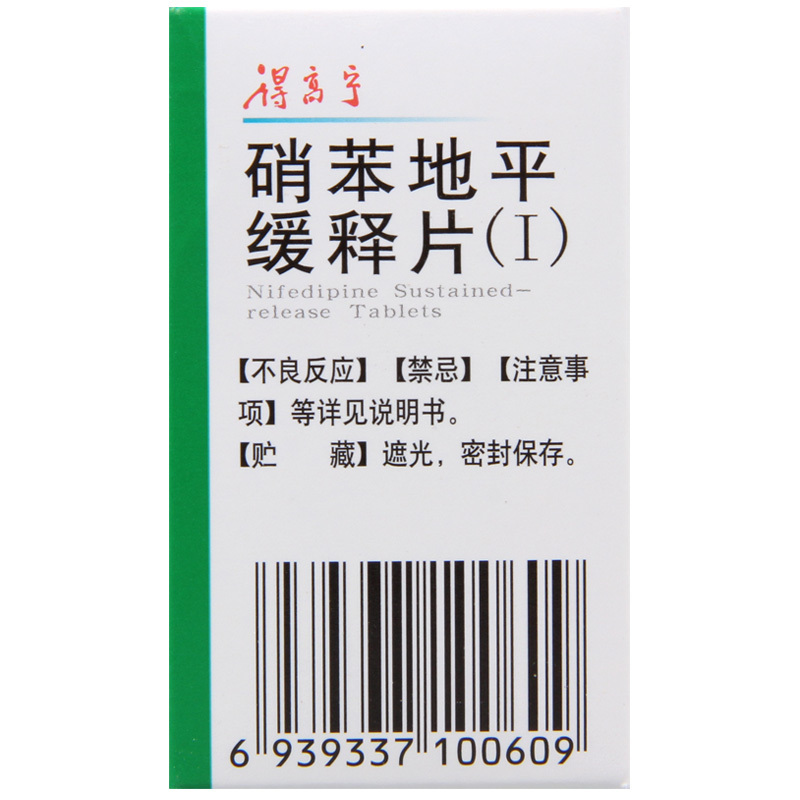 得高宁
硝苯地平
缓释片(I)
Nifedipine Sustained-
release Tablets
【不良反应】【禁忌】【注意事
项】等详见说明书。
【贮　　藏】遮光，密封保存。
6 939337 100609